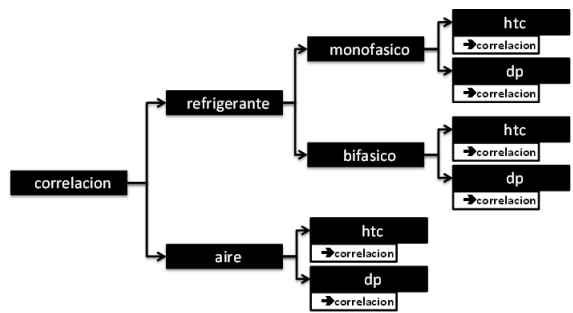 htc
➔correlacion
monofasico
dp
➔correlacion
refrigerante
htc
➔correlacion
bifasico
dp
➔correlacion
correlacion
htc
➔correlacion
aire
dp
➔correlacion